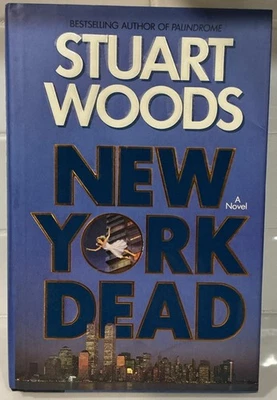 BESTSELLING AUTHOR OF PALINDROME
STUART
WOODS
NEW
A
Novel
YORK
DEAD